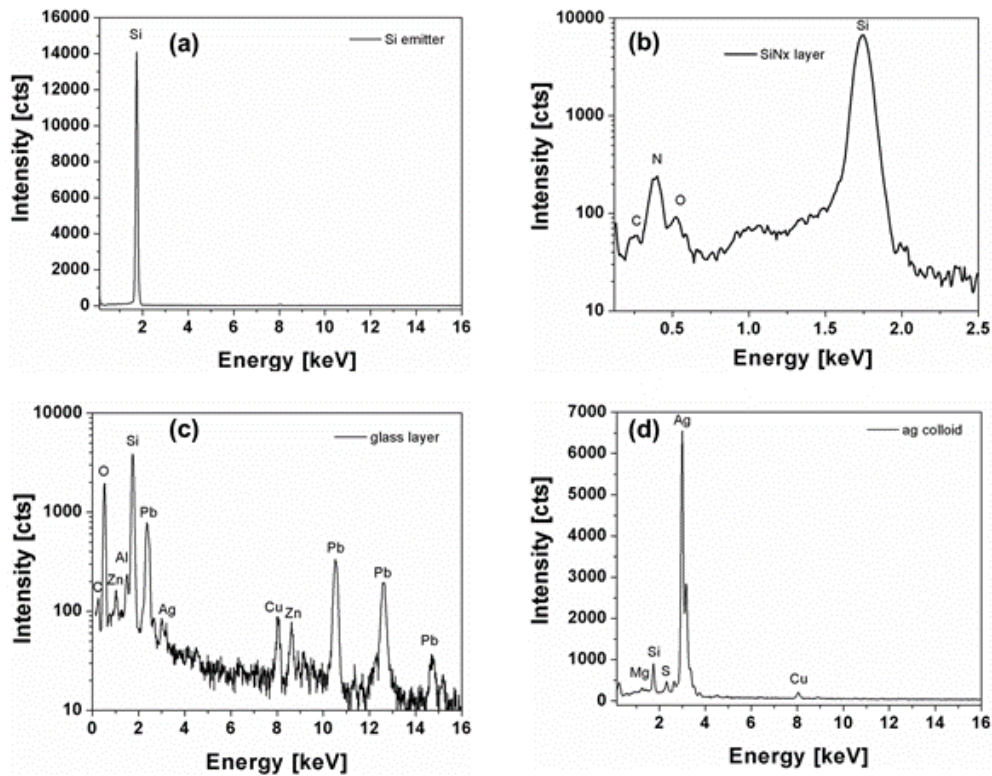 (a)
Si emitter
Si
16000
14000
12000
10000
8000
6000
4000
2000
0
2 4 6 8 10 12 14 16
Energy [keV]
Intensity [cts]
(b)
SiNx layer
Si
N
O
C
10000
1000
100
10
0.5 1.0 1.5 2.0 2.5
Energy [keV]
Intensity [cts]
(c)
glass layer
C
O
Zn
Al
Si
Pb
Ag
Cu
Zn
Pb
Pb
Pb
10000
1000
100
10
0 2 4 6 8 10 12 14 16
Energy [keV]
Intensity [cts]
(d)
ag colloid
Ag
Mg
Si
S
Cu
7000
6000
5000
4000
3000
2000
1000
0
2 4 6 8 10 12 14 16
Energy [keV]
Intensity [cts]